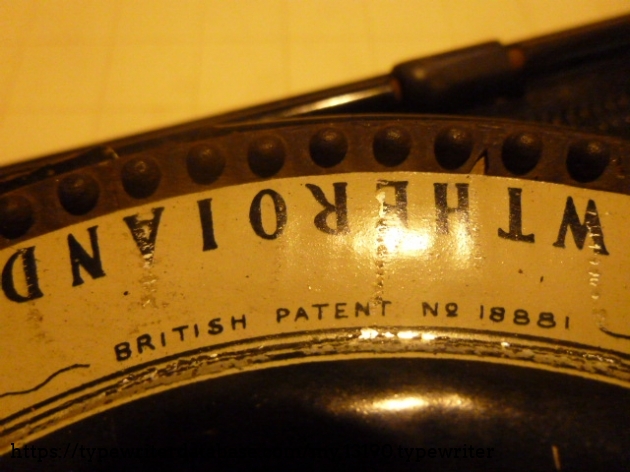 D N A I O R E H T W
BRITISH PATENT Nº 18881